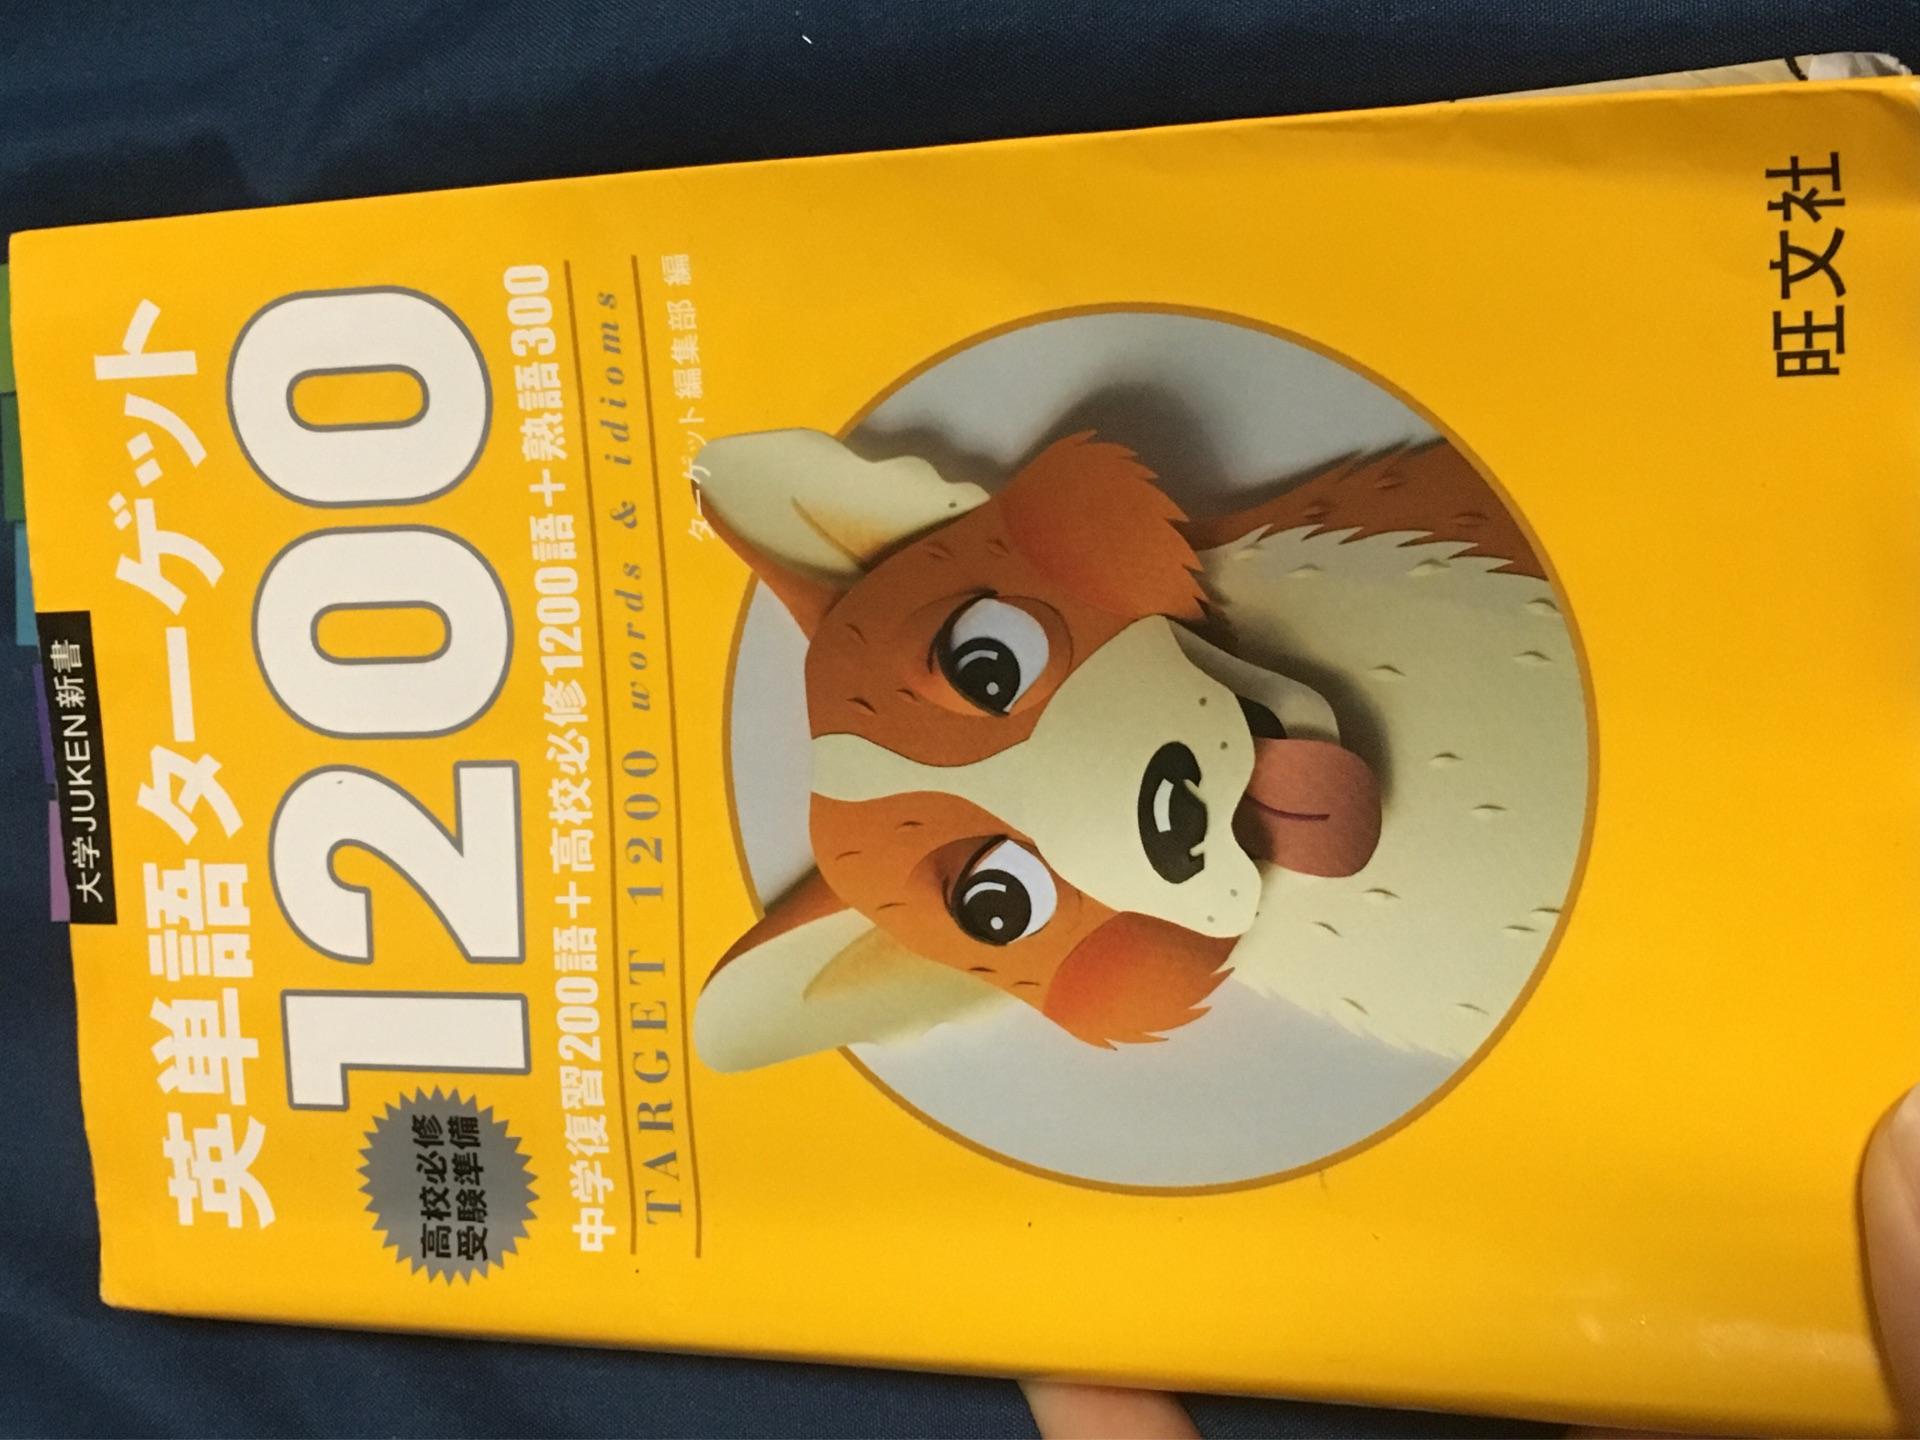 大学JUKEN新書
英単語ターゲット
1200
高校必修
受験準備
中学復習200語+高校必修1200語+熟語300
TARGET 1200 words & idioms
ターゲット編集部 編
旺文社